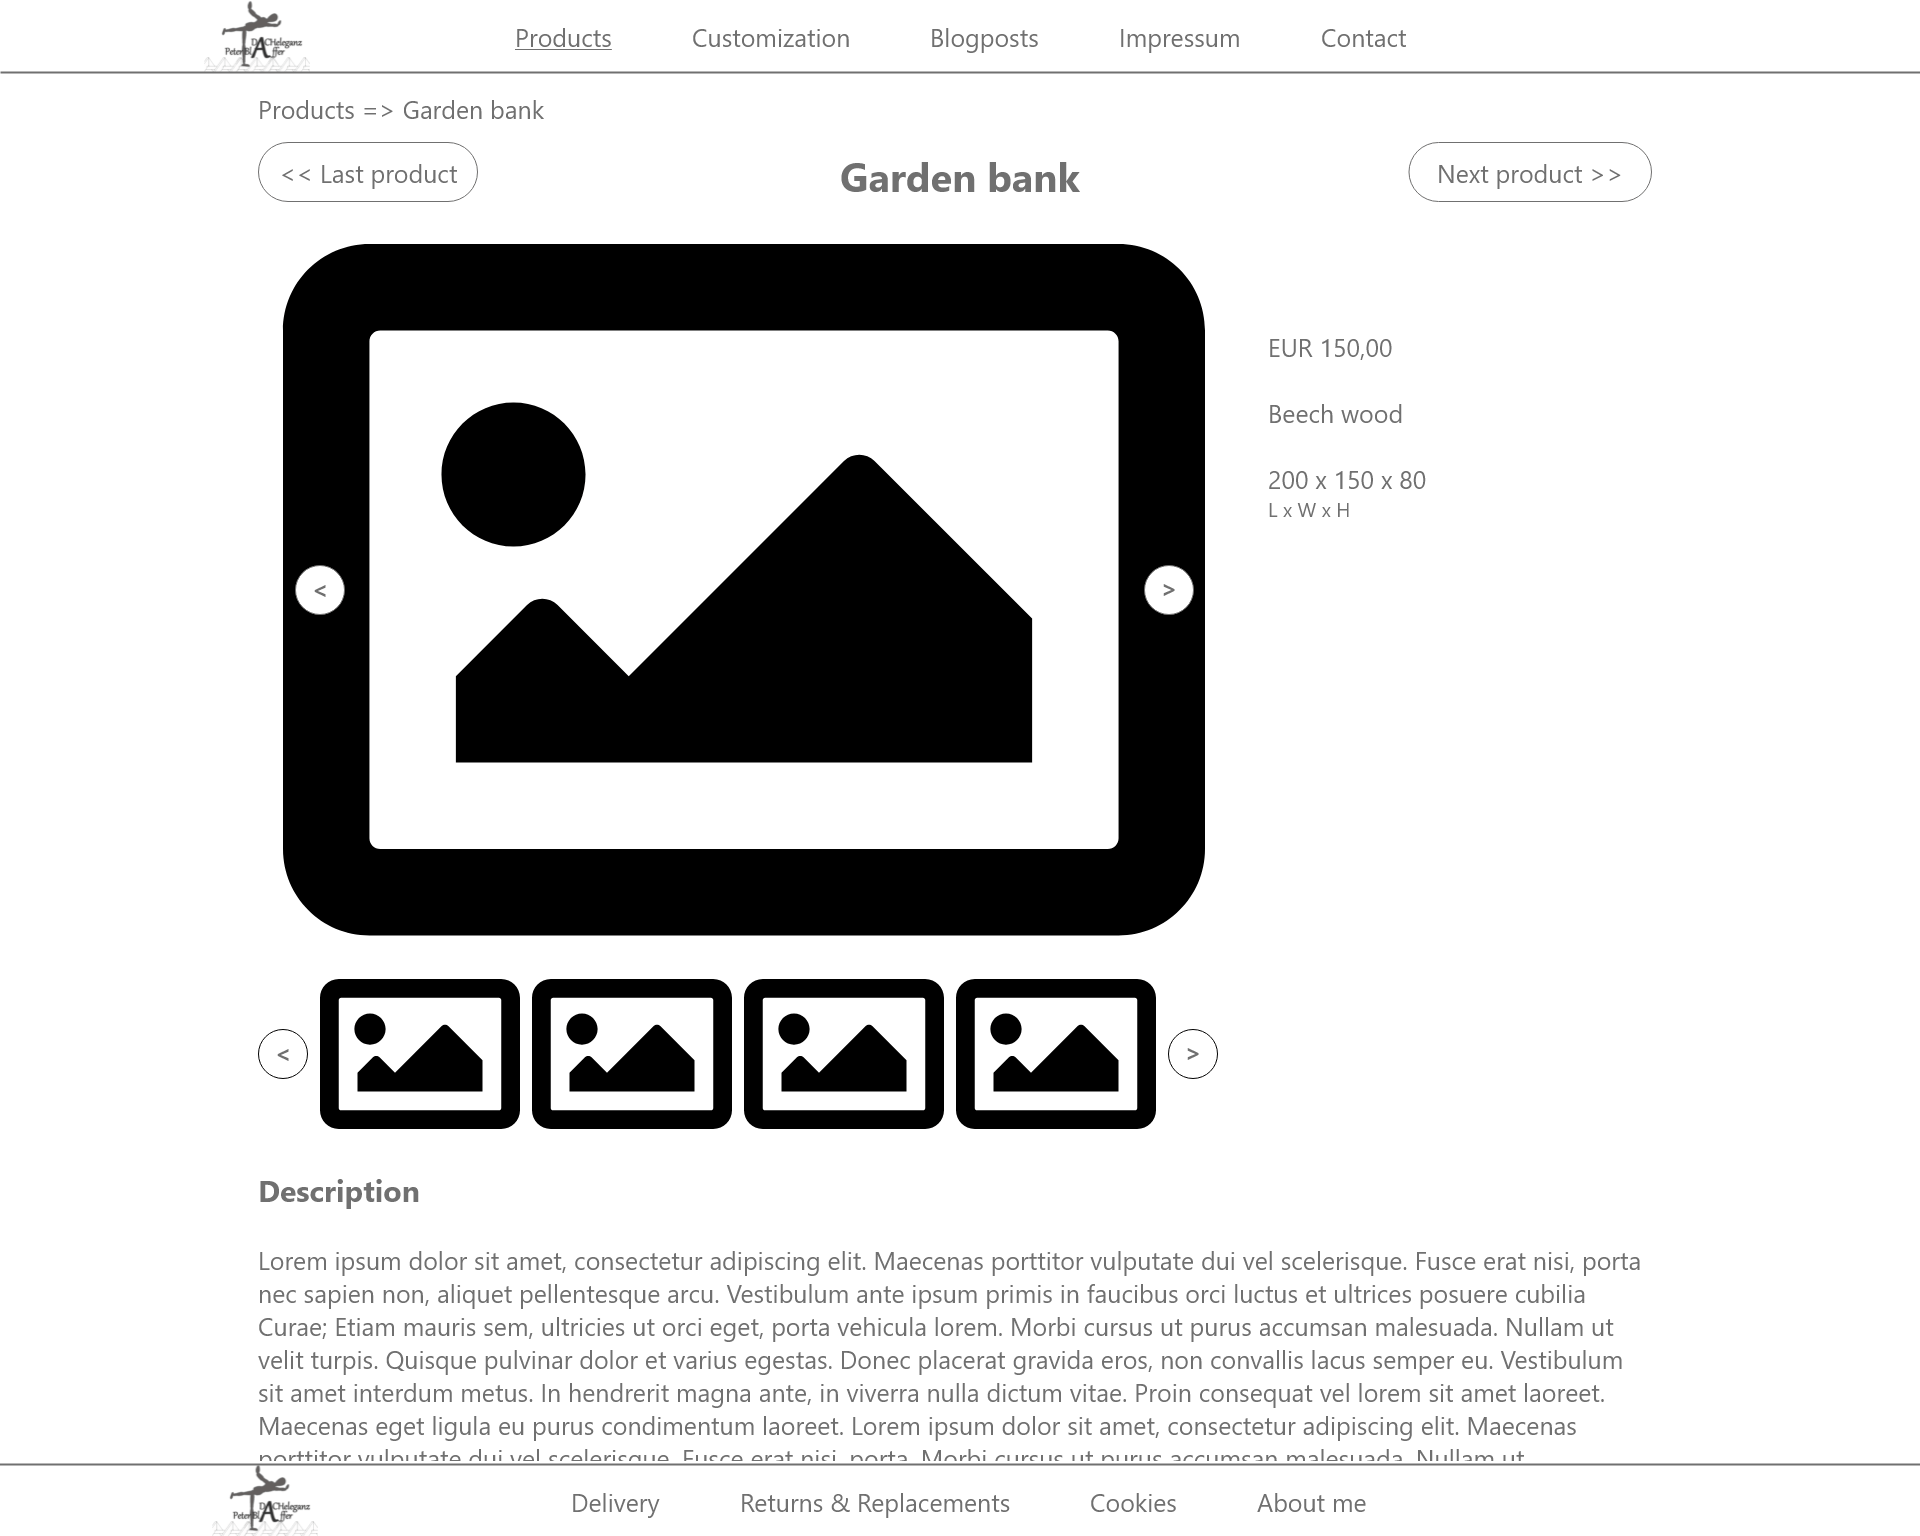 DACHeleganz
Products Customization Blogposts Impressum Contact
Products => Garden bank
<< Last product
Garden bank
Next product >>
EUR 150,00
Beech wood
200 x 150 x 80
L x W x H
<
>
<
>
Description
Lorem ipsum dolor sit amet, consectetur adipiscing elit. Maecenas porttitor vulputate dui vel scelerisque. Fusce erat nisi, porta
nec sapien non, aliquet pellentesque arcu. Vestibulum ante ipsum primis in faucibus orci luctus et ultrices posuere cubilia
Curae; Etiam mauris sem, ultricies ut orci eget, porta vehicula lorem. Morbi cursus ut purus accumsan malesuada. Nullam ut
velit turpis. Quisque pulvinar dolor et varius egestas. Donec placerat gravida eros, non convallis lacus semper eu. Vestibulum
sit amet interdum metus. In hendrerit magna ante, in viverra nulla dictum vitae. Proin consequat vel lorem sit amet laoreet.
Maecenas eget ligula eu purus condimentum laoreet. Lorem ipsum dolor sit amet, consectetur adipiscing elit. Maecenas
porttitor vulputate dui vel scelerisque. Fusce erat nisi, porta. Morbi cursus ut purus accumsan malesuada. Nullam ut
DACHeleganz
Delivery Returns & Replacements Cookies About me